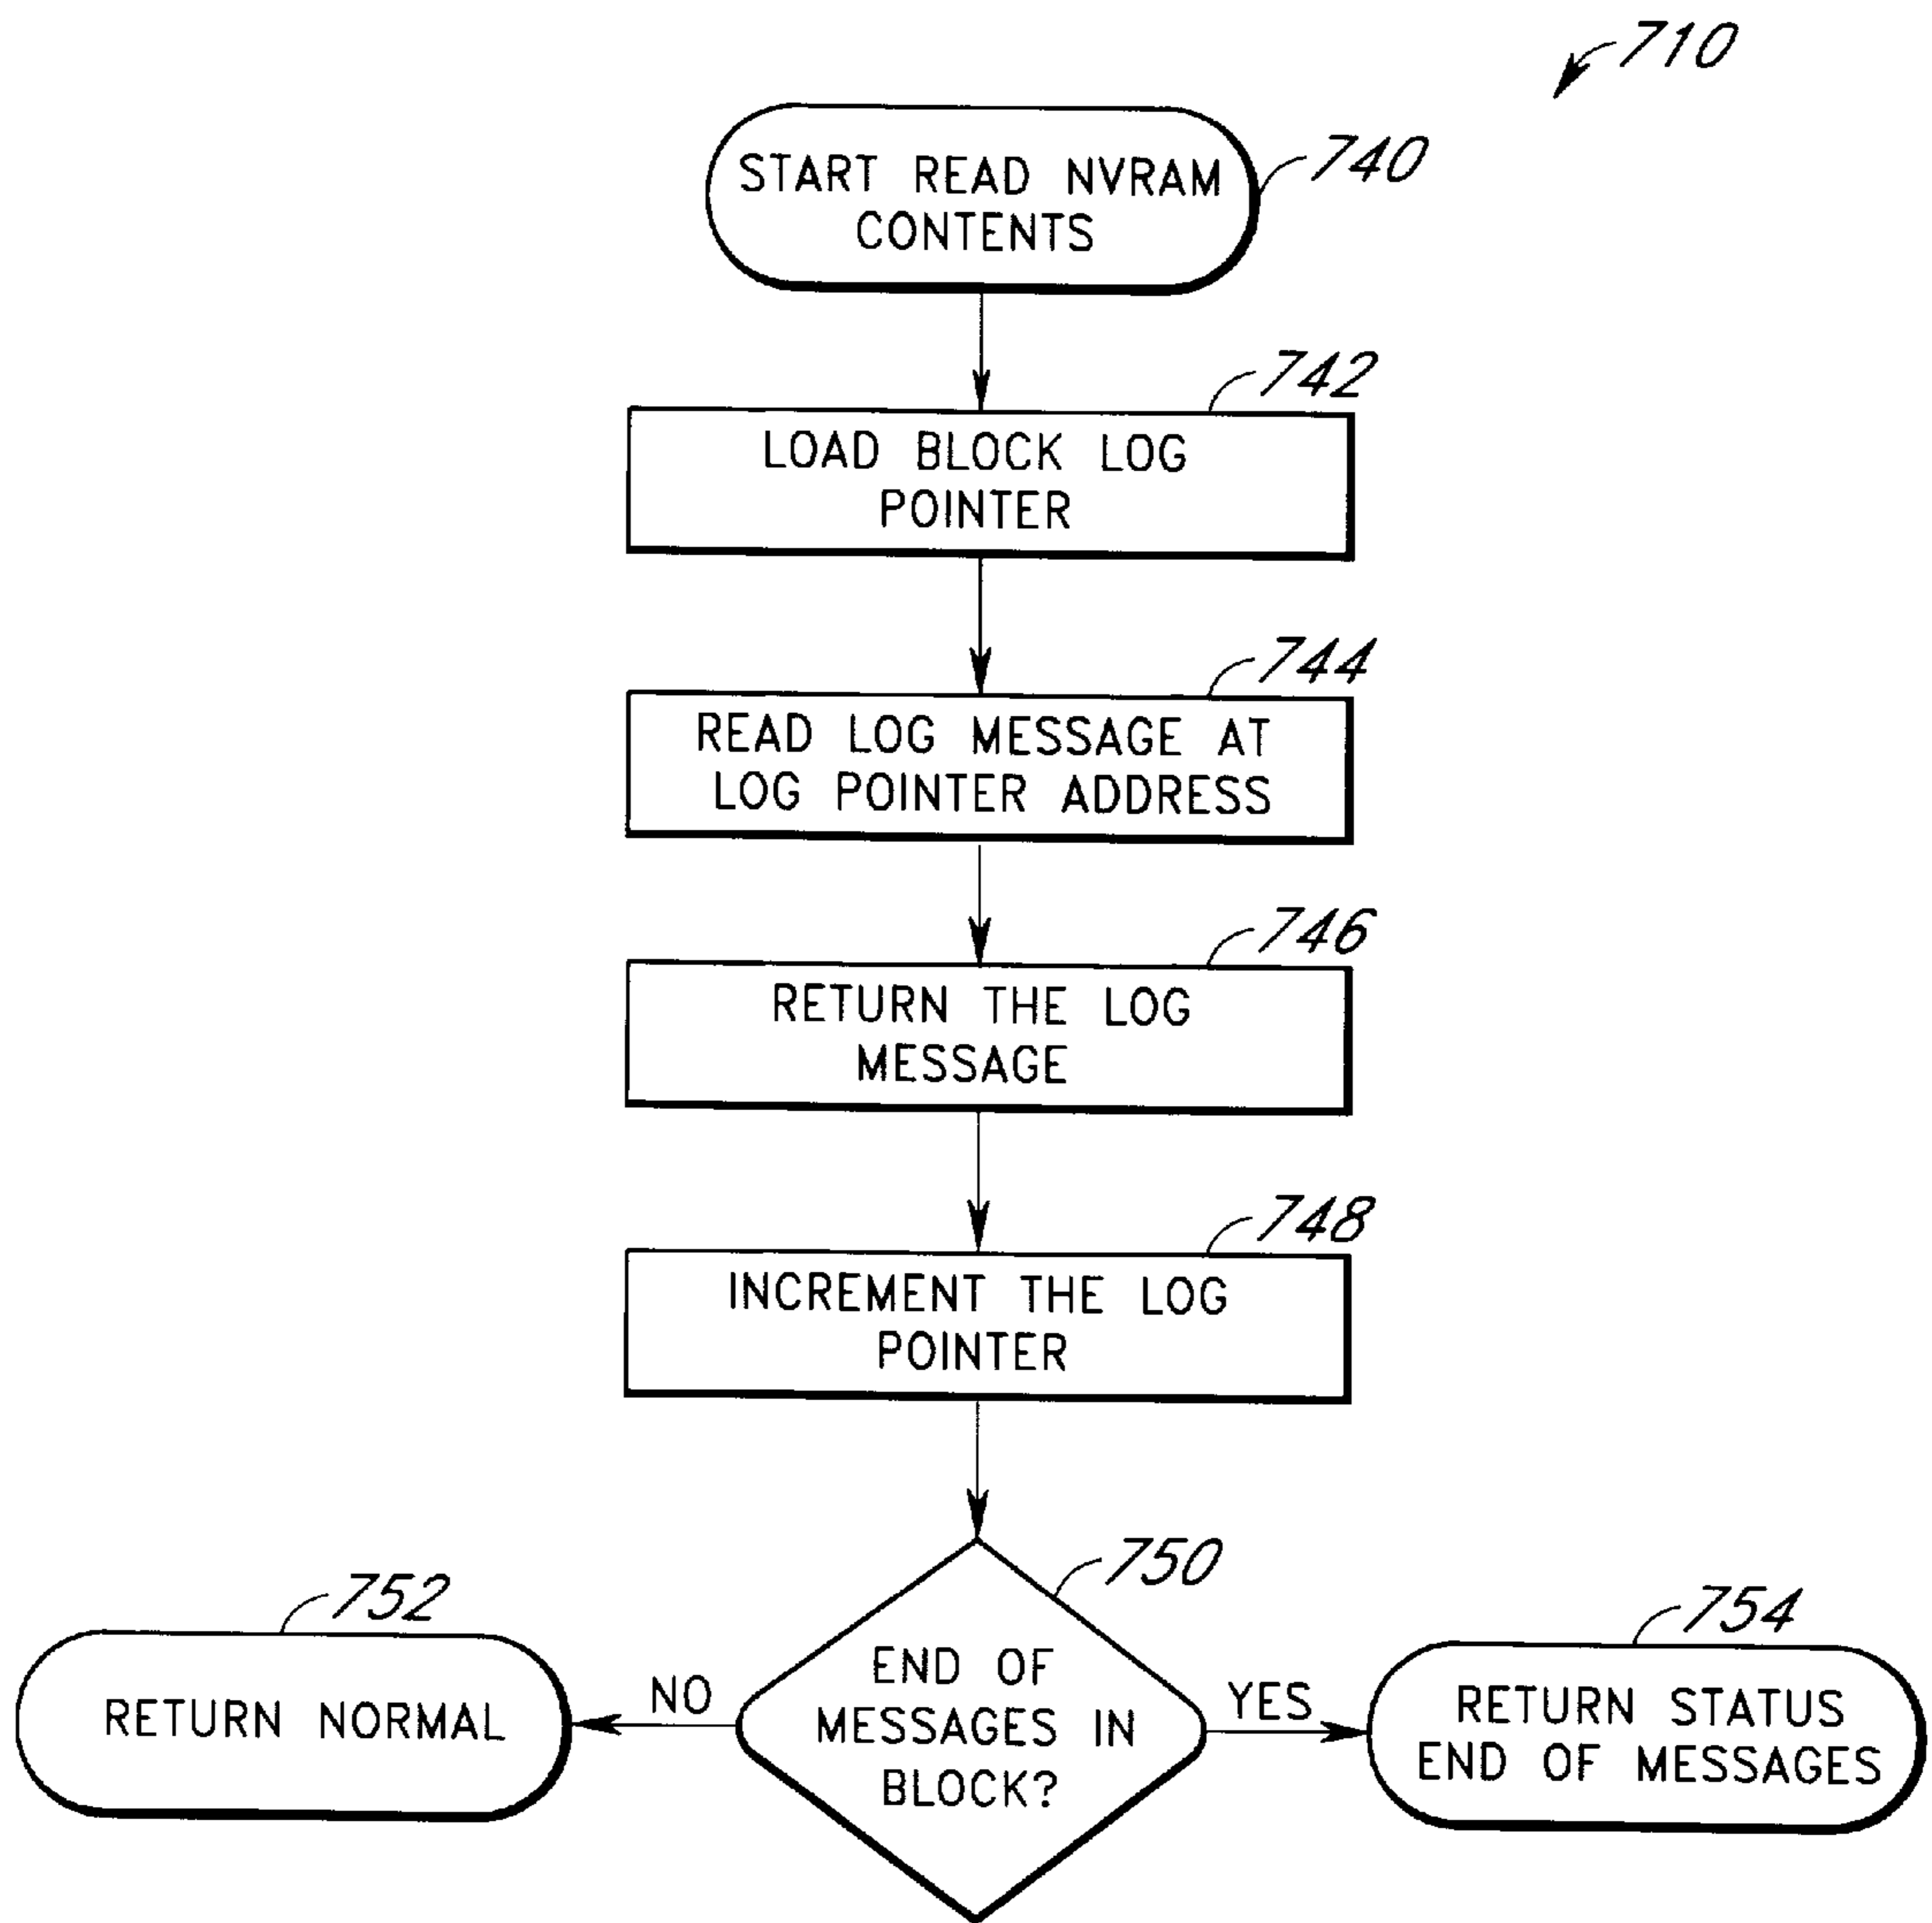 710
START READ NVRAM
CONTENTS
740
742
LOAD BLOCK LOG
POINTER
744
READ LOG MESSAGE AT
LOG POINTER ADDRESS
746
RETURN THE LOG
MESSAGE
748
INCREMENT THE LOG
POINTER
750
END OF
MESSAGES IN
BLOCK?
NO
752
RETURN NORMAL
YES
754
RETURN STATUS
END OF MESSAGES